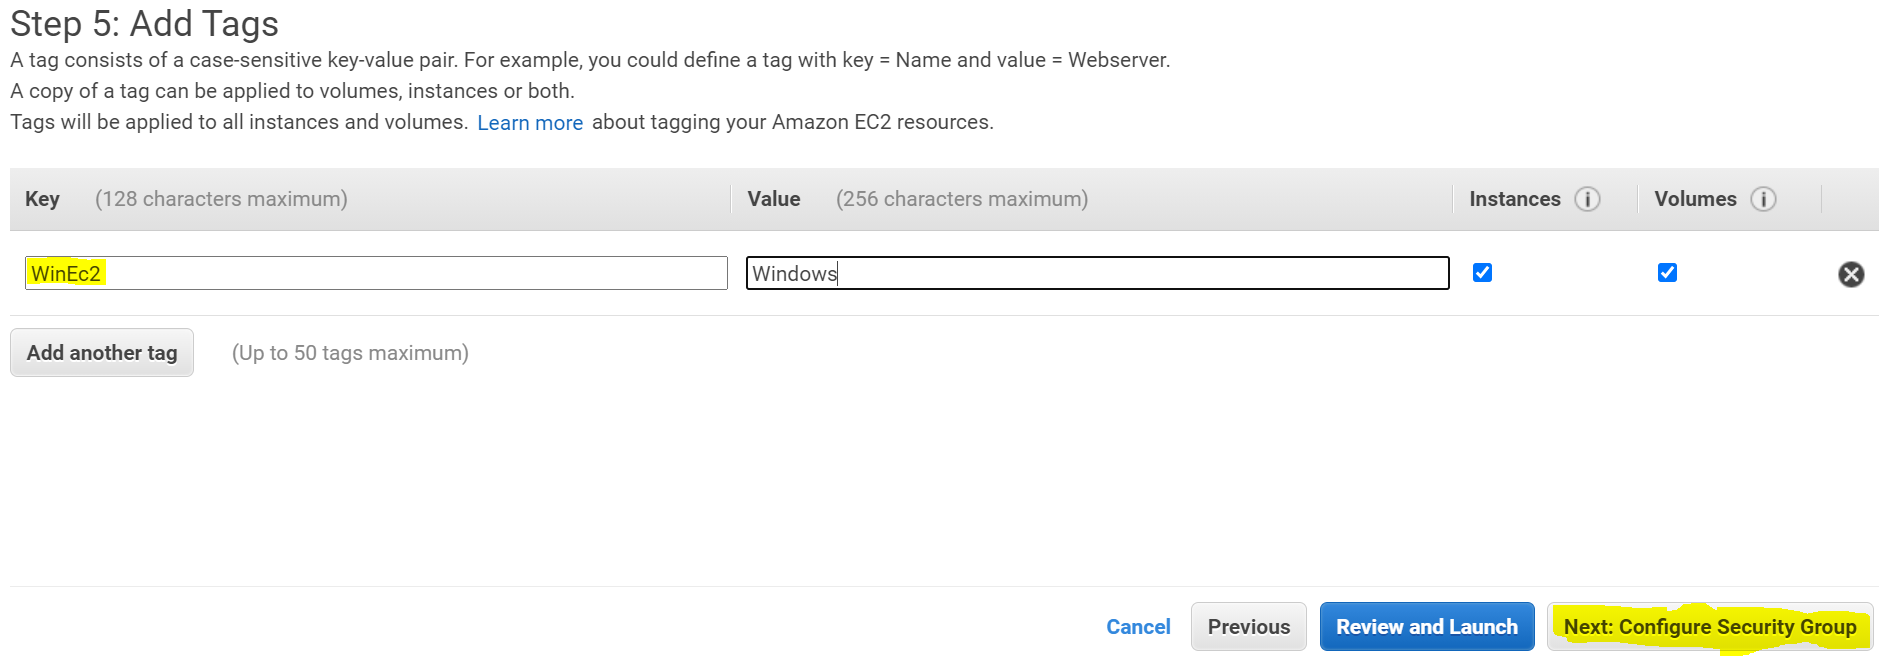 Step 5: Add Tags
A tag consists of a case-sensitive key-value pair. For example, you could define a tag with key = Name and value = Webserver.
A copy of a tag can be applied to volumes, instances or both.
Tags will be applied to all instances and volumes. Learn more about tagging your Amazon EC2 resources.
Key (128 characters maximum) Value (256 characters maximum) Instances i Volumes i
WinEc2 Windows
Add another tag (Up to 50 tags maximum)
Cancel Previous Review and Launch Next: Configure Security Group